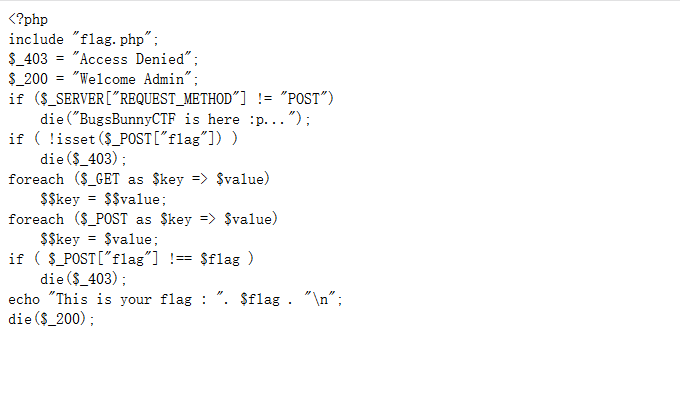 <?php
include "flag.php";
$_403 = "Access Denied";
$_200 = "Welcome Admin";
if ($_SERVER["REQUEST_METHOD"] != "POST")
    die("BugsBunnyCTF is here :p...");
if ( !isset($_POST["flag"]) )
    die($_403);
foreach ($_GET as $key => $value)
    $$key = $$value;
foreach ($_POST as $key => $value)
    $$key = $value;
if ( $_POST["flag"] !== $flag )
    die($_403);
echo "This is your flag : ". $flag . "\n";
die($_200);